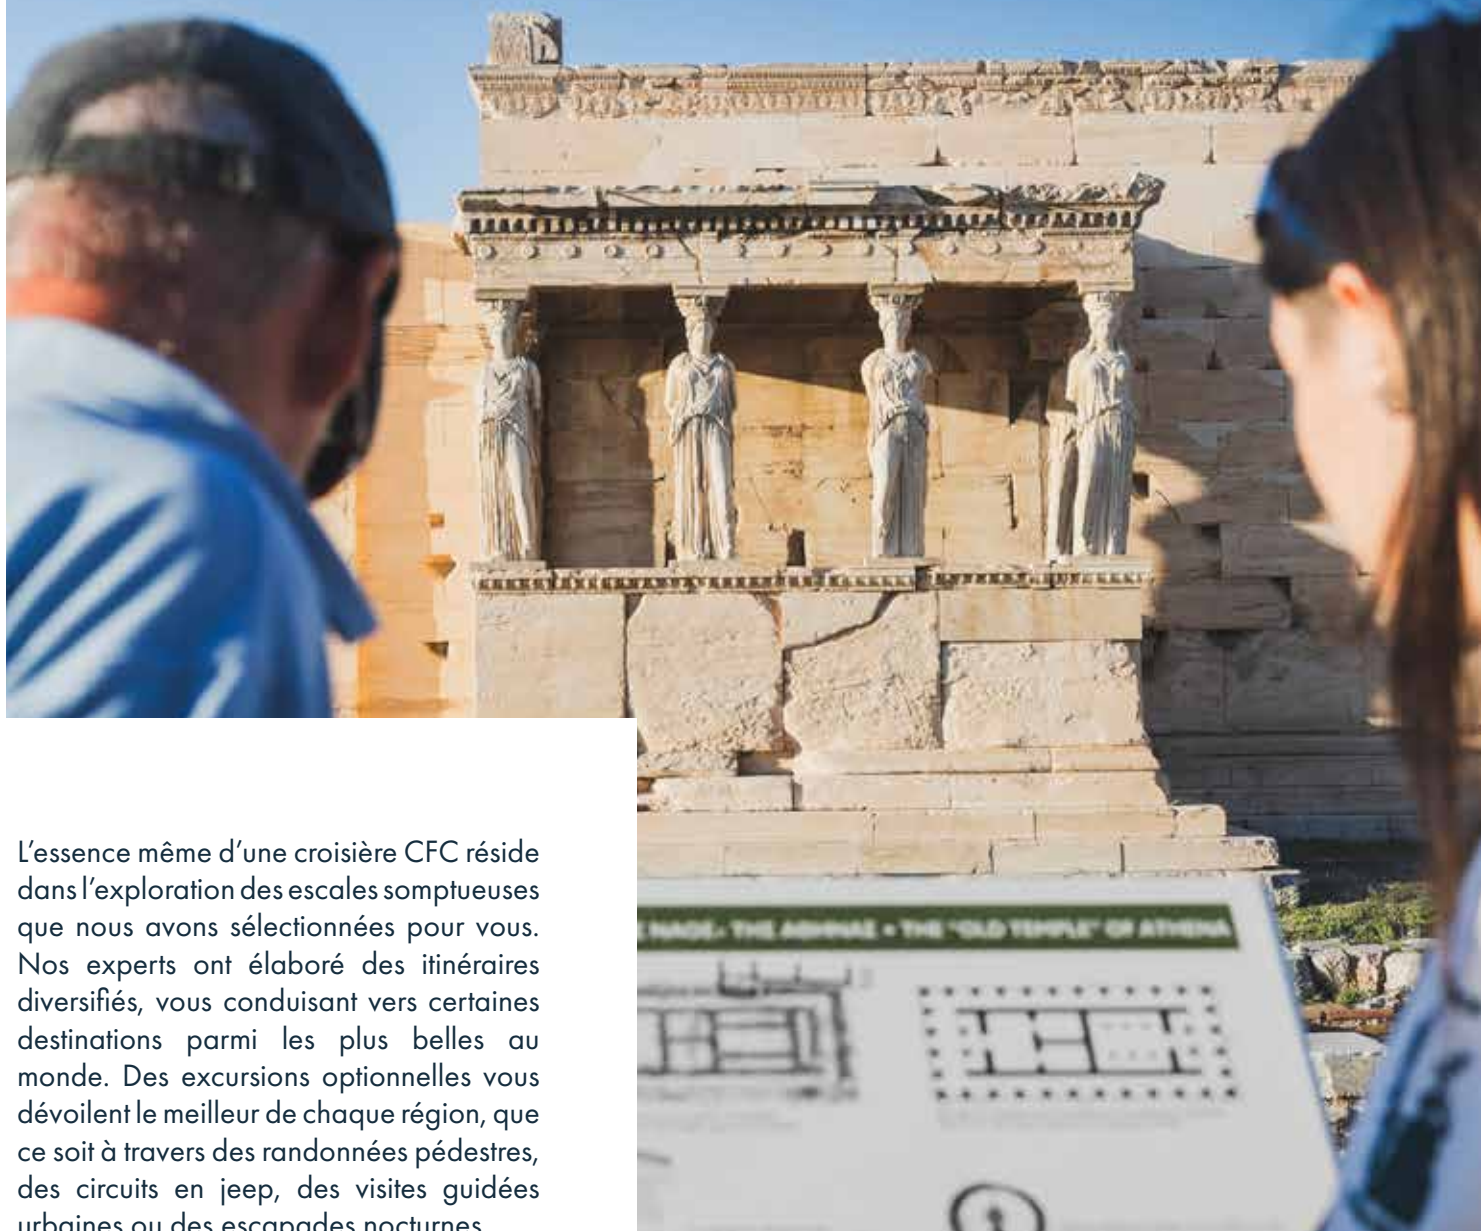 E NAOS - THE ADHNAE • THE "OLD TEMPLE" OF ATHENA
L’essence même d’une croisière CFC réside
dans l’exploration des escales somptueuses
que nous avons sélectionnées pour vous.
Nos experts ont élaboré des itinéraires
diversifiés, vous conduisant vers certaines
destinations parmi les plus belles au
monde. Des excursions optionnelles vous
dévoilent le meilleur de chaque région, que
ce soit à travers des randonnées pédestres,
des circuits en jeep, des visites guidées
urbaines ou des escapades nocturnes.